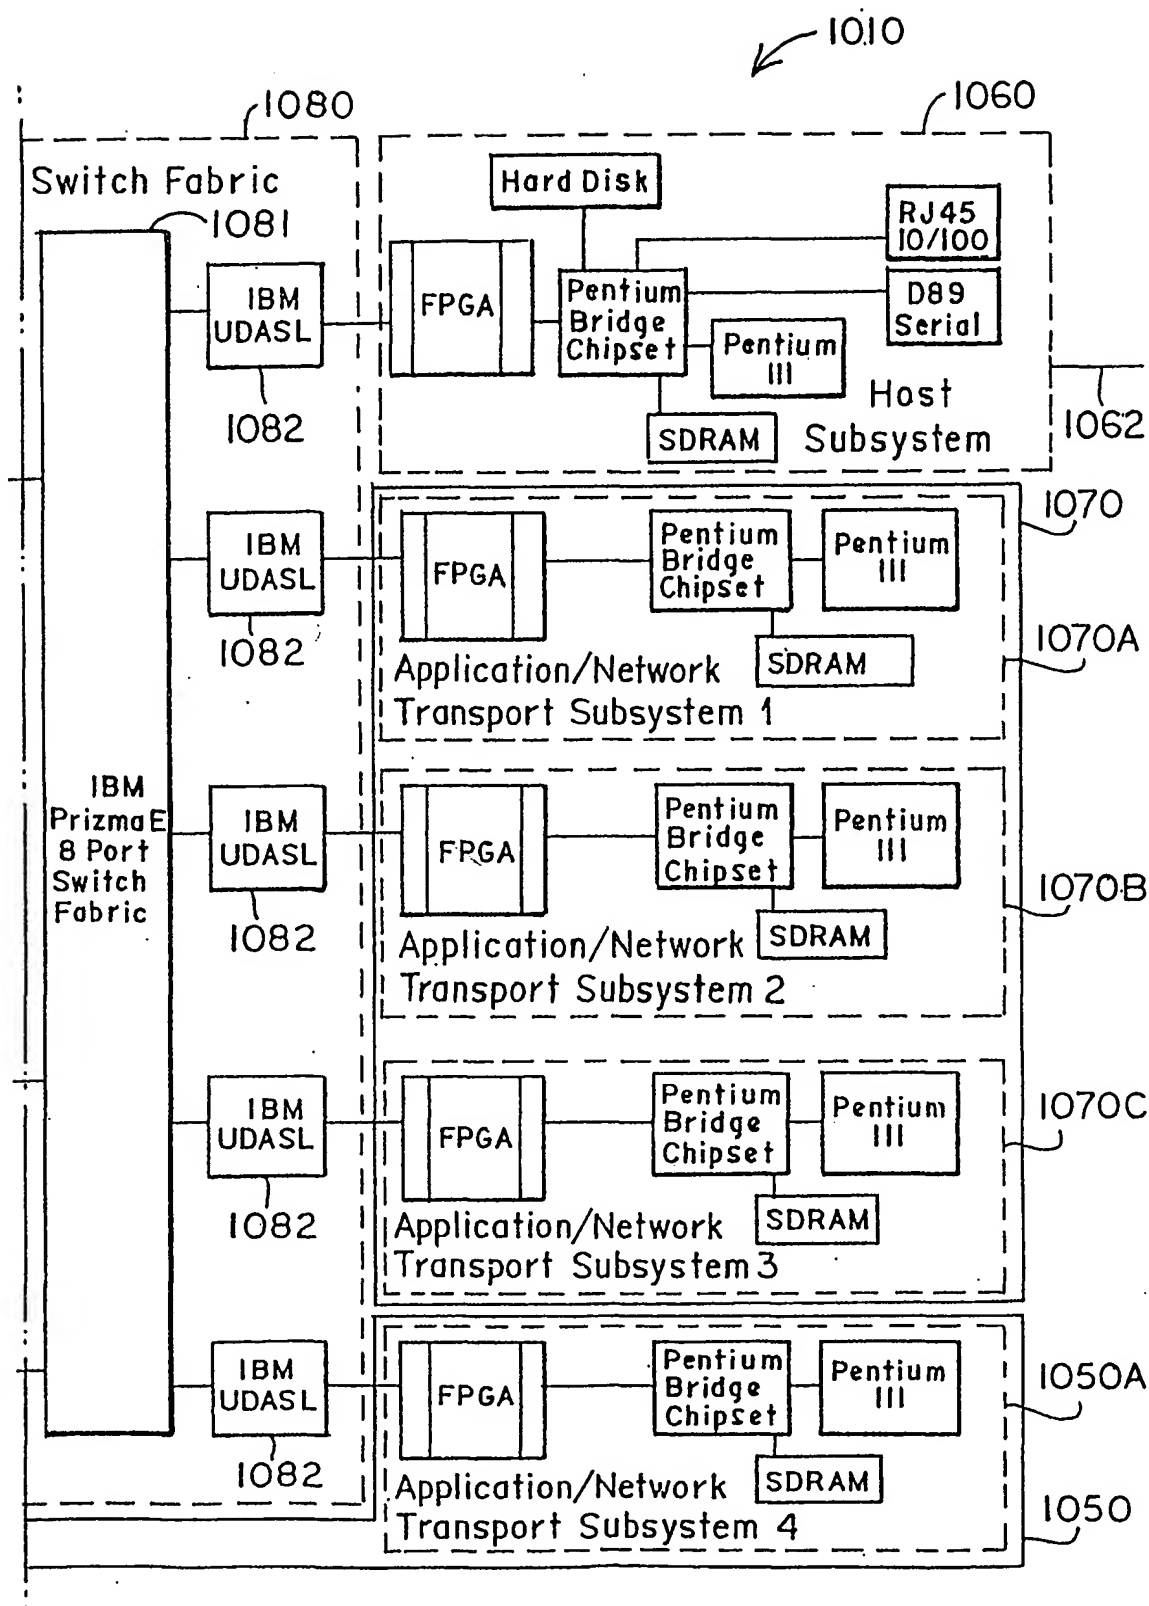 1010
1080
1060
Switch Fabric
1081
Hard Disk
RJ45
10/100
IBM
UDASL
FPGA
Pentium
Bridge
Chipset
D89
Serial
Pentium
III
1082
SDRAM
Host
Subsystem
1062
1070
IBM
UDASL
FPGA
Pentium
Bridge
Chipset
Pentium
III
1082
SDRAM
1070A
Application/Network
Transport Subsystem 1
IBM
PrizmaE
8 Port
Switch
Fabric
IBM
UDASL
FPGA
Pentium
Bridge
Chipset
Pentium
III
1070B
1082
SDRAM
Application/Network
Transport Subsystem 2
IBM
UDASL
FPGA
Pentium
Bridge
Chipset
Pentium
III
1070C
1082
SDRAM
Application/Network
Transport Subsystem 3
IBM
UDASL
FPGA
Pentium
Bridge
Chipset
Pentium
III
1050A
1082
SDRAM
Application/Network
Transport Subsystem 4
1050